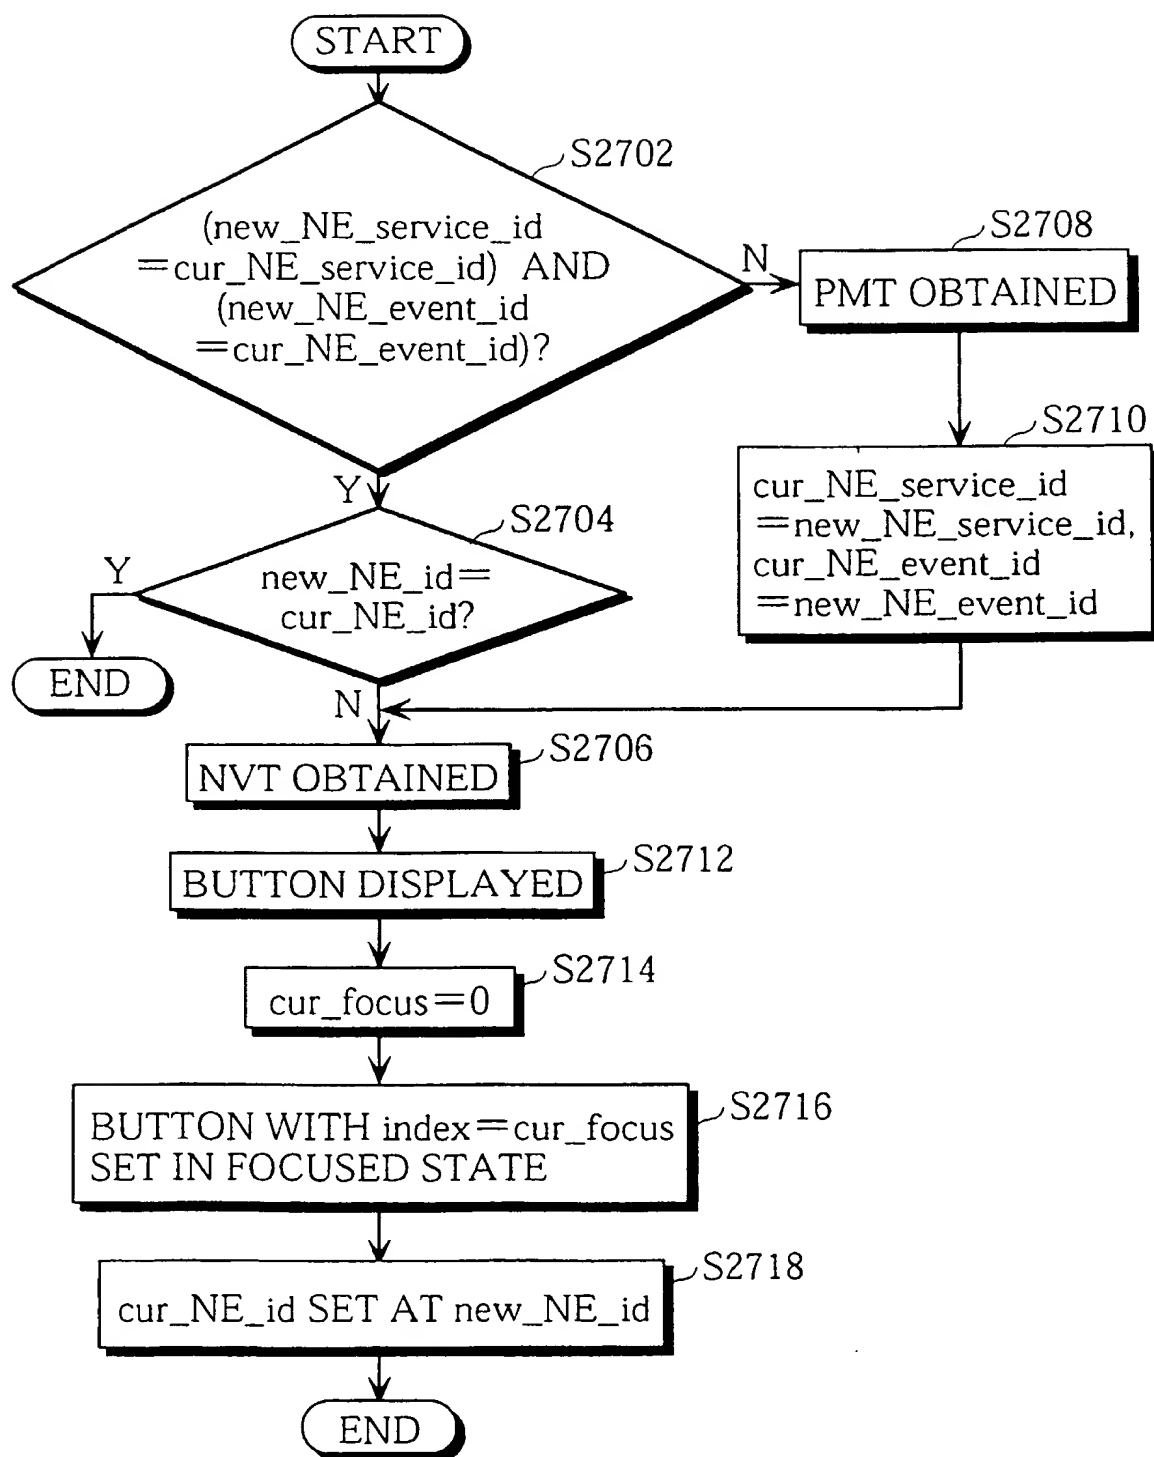 START
S2702
(new_NE_service_id
=cur_NE_service_id) AND
(new_NE_event_id
=cur_NE_event_id)?
N
S2708
PMT OBTAINED
S2710
cur_NE_service_id
=new_NE_service_id,
cur_NE_event_id
=new_NE_event_id
Y
S2704
new_NE_id=
cur_NE_id?
Y
END
N
S2706
NVT OBTAINED
S2712
BUTTON DISPLAYED
S2714
cur_focus=0
S2716
BUTTON WITH index=cur_focus
SET IN FOCUSED STATE
S2718
cur_NE_id SET AT new_NE_id
END